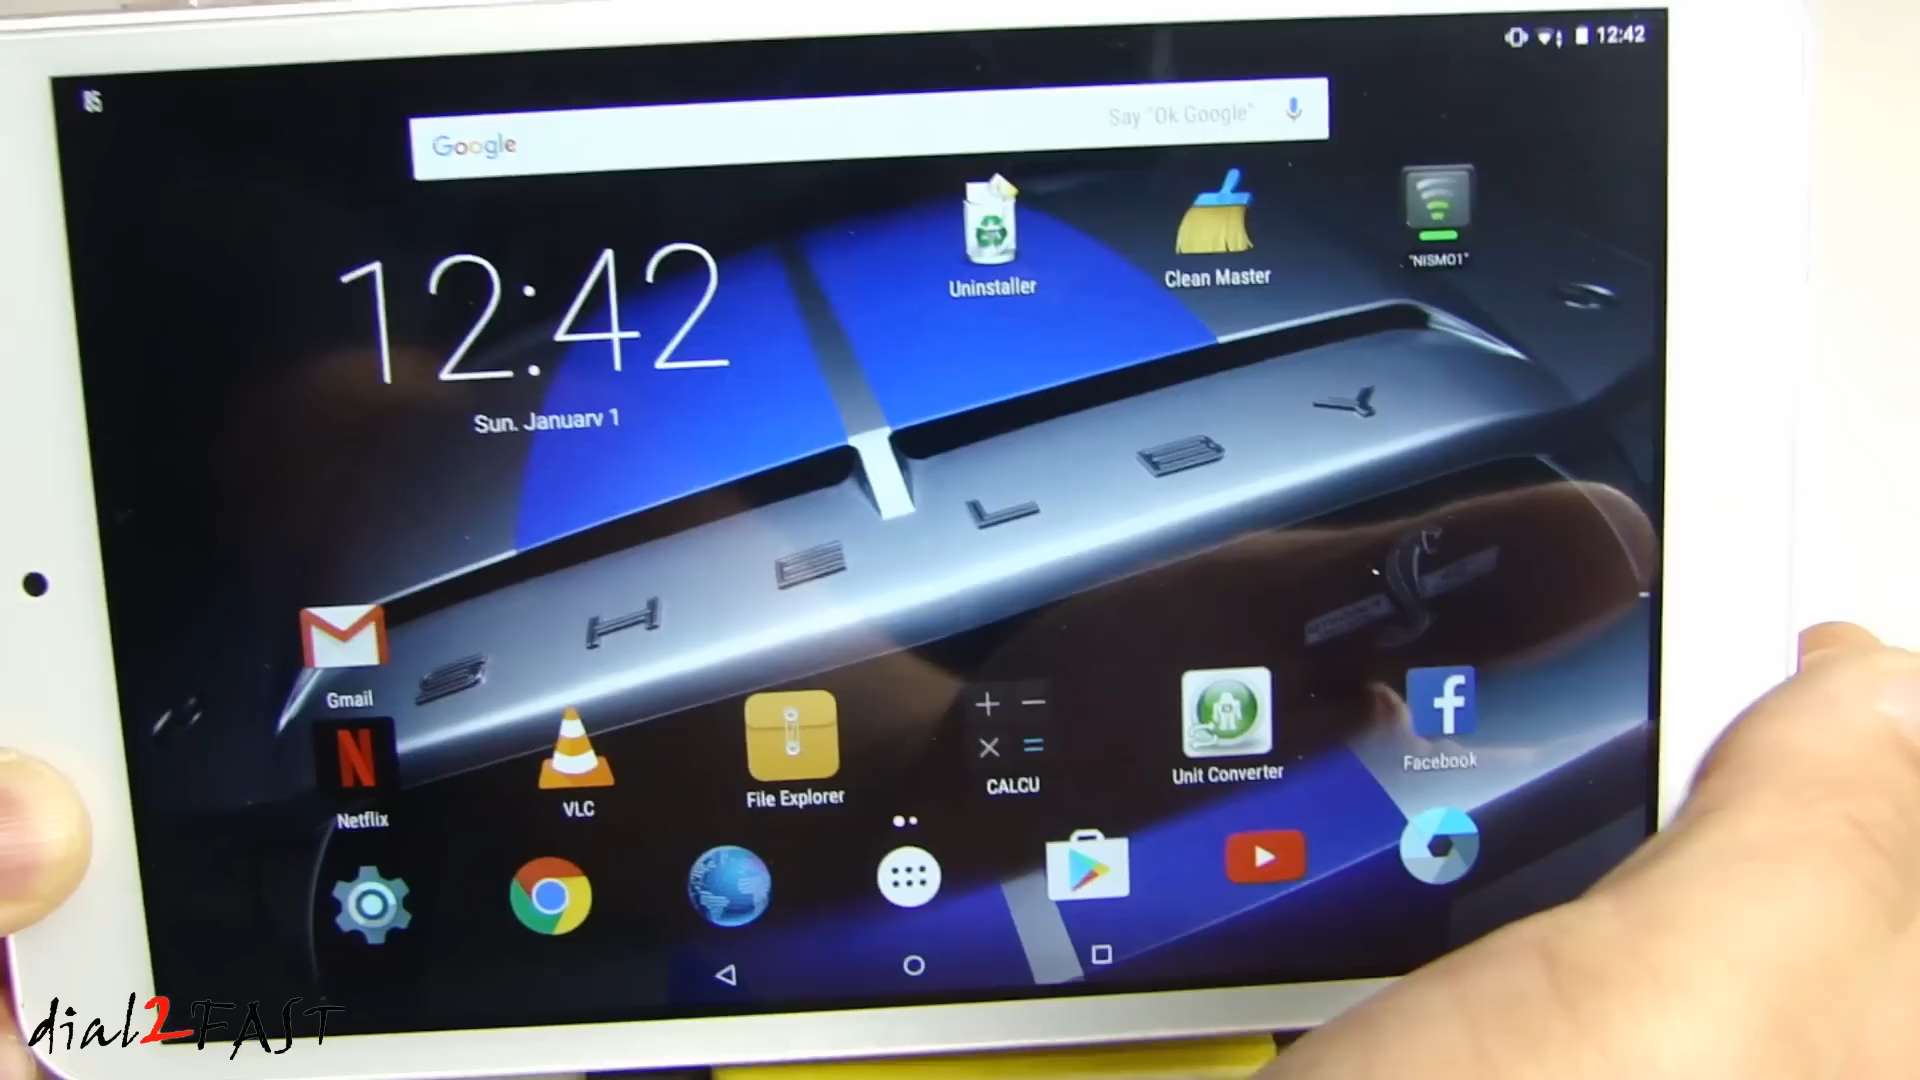 85
12:42
Google
Say "Ok Google"
12:42
Sun, January 1
Uninstaller
Clean Master
"NISMO1"
SHELBY
Gmail
Netflix
VLC
File Explorer
CALCU
Unit Converter
Facebook
dial2FAST